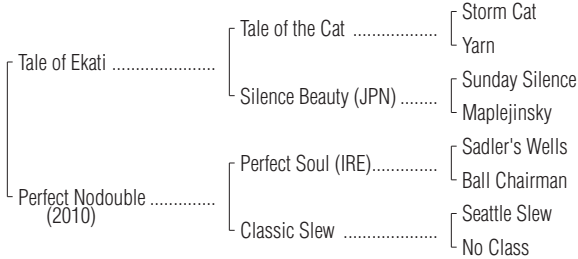 Storm Cat
Tale of the Cat ..................
Yarn
Tale of Ekati ......................
Sunday Silence
Silence Beauty (JPN) ........
Maplejinsky
Sadler's Wells
Perfect Soul (IRE)..............
Ball Chairman
Perfect Nodouble ..............
(2010)
Seattle Slew
Classic Slew ....................
No Class